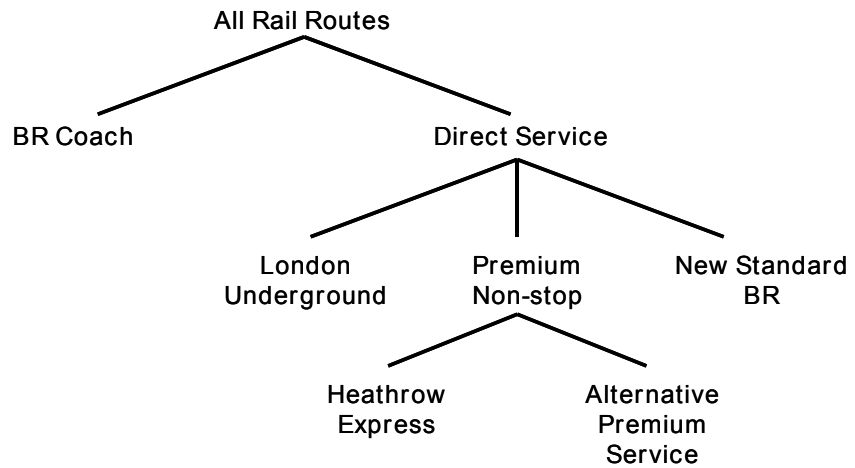 All Rail Routes
BR Coach
Direct Service
London
Underground
Premium
Non-stop
New Standard
BR
Heathrow
Express
Alternative
Premium
Service